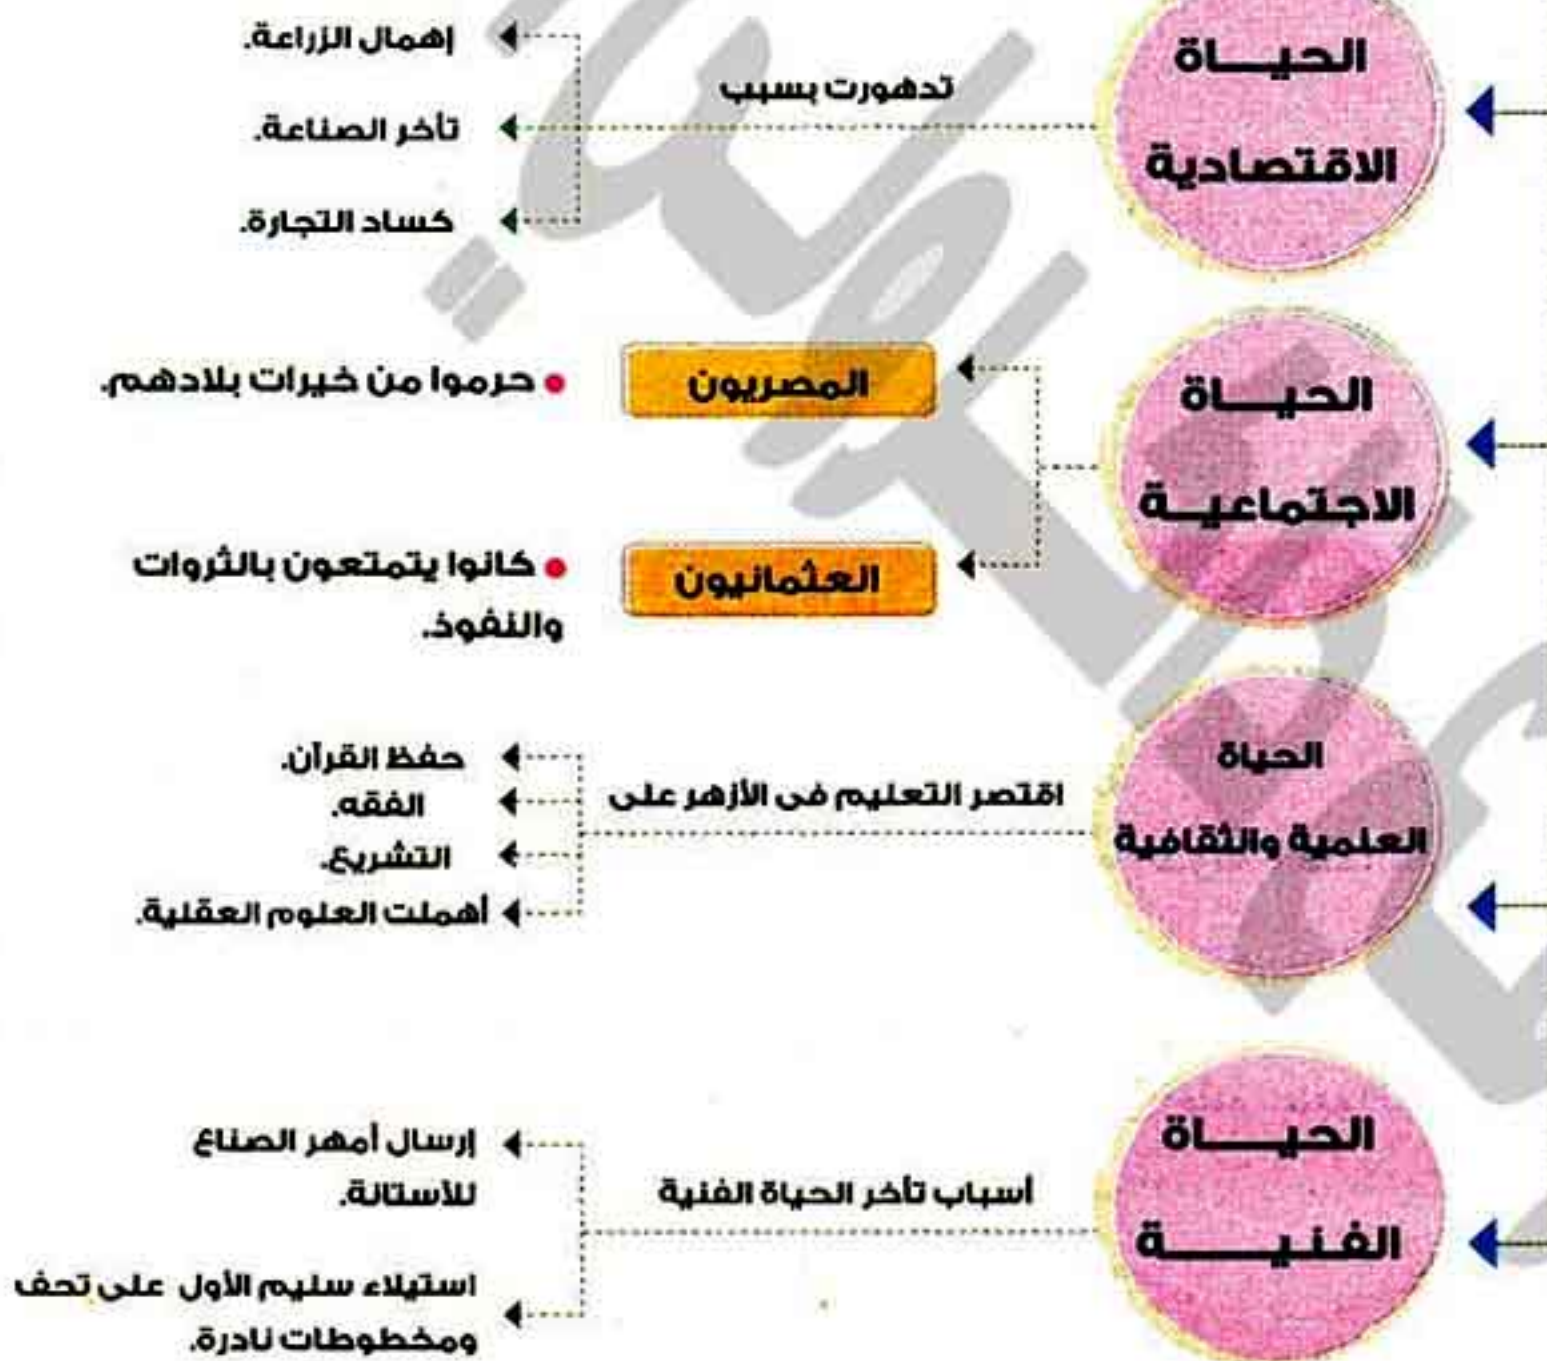 الحياة
الاقتصادية
تدهورت بسبب
إهمال الزراعة.
تأخر الصناعة.
كساد التجارة.
الحياة
الاجتماعية
المصريون
• حرموا من خيرات بلادهم.
العثمانيون
• كانوا يتمتعون بالثروات
والنفوذ.
الحياة
العلمية والثقافية
اقتصر التعليم فى الأزهر على
حفظ القرآن.
الفقه.
التشريع.
أهملت العلوم العقلية.
الحياة
الفنية
أسباب تأخر الحياة الفنية
إرسال أمهر الصناع
للآستانة.
استيلاء سليم الأول على تحف
ومخطوطات نادرة.